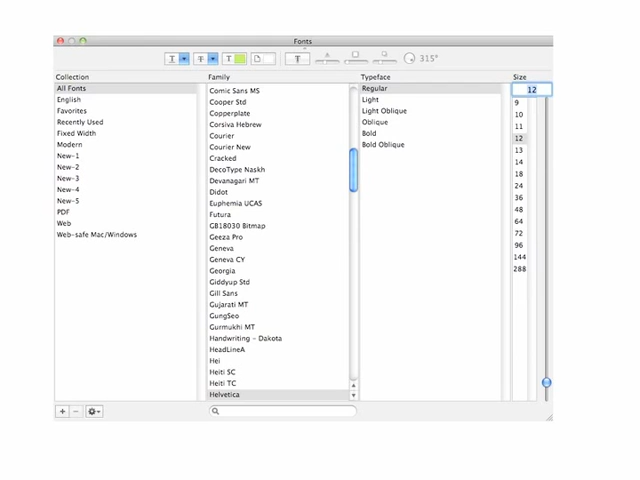 Fonts
T T T T 315°
Collection Family Typeface Size
All Fonts
English
Favorites
Recently Used
Fixed Width
Modern
New-1
New-2
New-3
New-4
New-5
PDF
Web
Web-safe Mac/Windows
Comic Sans MS
Cooper Std
Copperplate
Corsiva Hebrew
Courier
Courier New
Cracked
DecoType Naskh
Devanagari MT
Didot
Euphemia UCAS
Futura
GB18030 Bitmap
Geeza Pro
Geneva
Geneva CY
Georgia
Giddyup Std
Gill Sans
Gujarati MT
GungSeo
Gurmukhi MT
Handwriting - Dakota
HeadLineA
Hei
Heiti SC
Heiti TC
Helvetica
Regular
Light
Light Oblique
Oblique
Bold
Bold Oblique
12
9
10
11
12
13
14
18
24
36
48
64
72
96
144
288